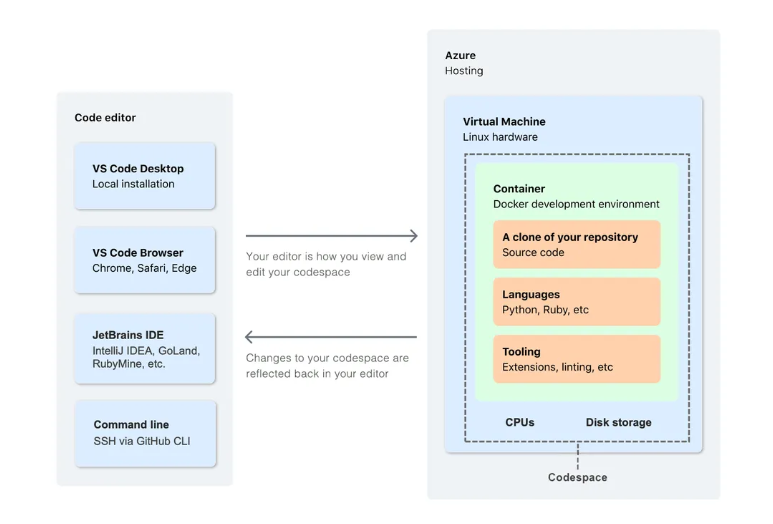 Code editor
VS Code Desktop
Local installation
VS Code Browser
Chrome, Safari, Edge
JetBrains IDE
IntelliJ IDEA, GoLand,
RubyMine, etc.
Command line
SSH via GitHub CLI
Your editor is how you view and
edit your codespace
Changes to your codespace are
reflected back in your editor
Azure
Hosting
Virtual Machine
Linux hardware
Container
Docker development environment
A clone of your repository
Source code
Languages
Python, Ruby, etc
Tooling
Extensions, linting, etc
CPUs Disk storage
Codespace